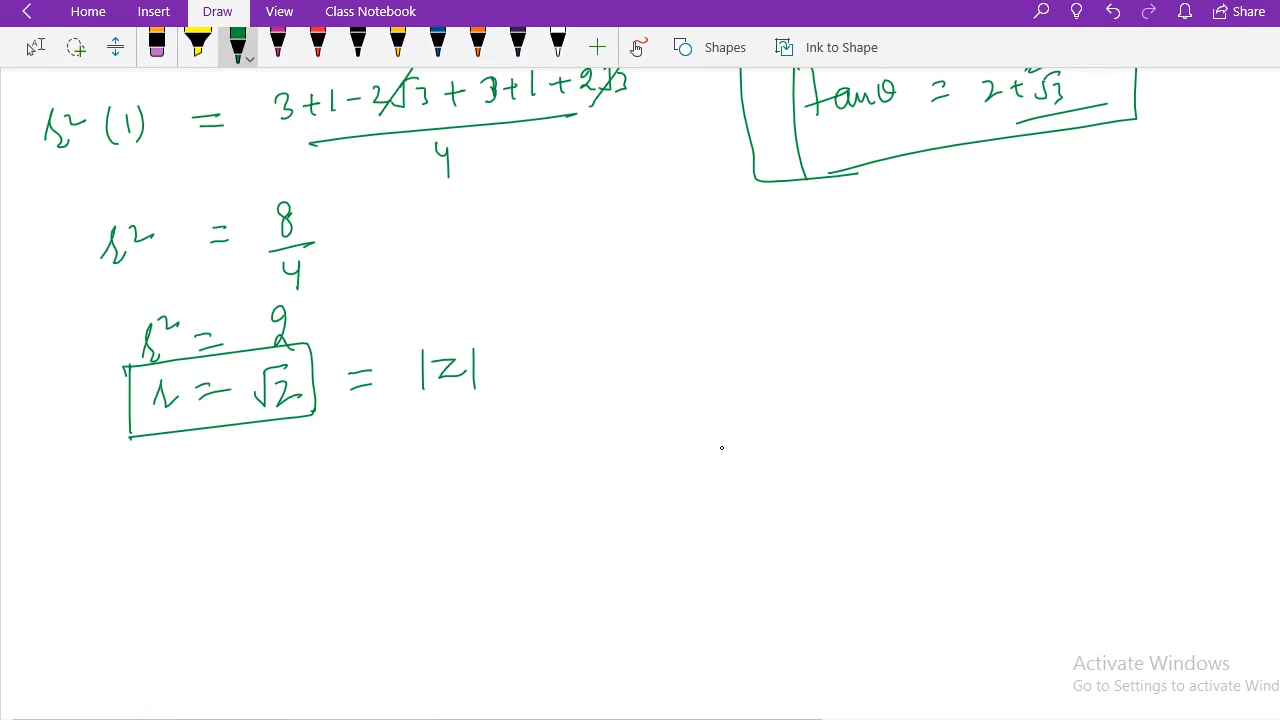 Home Insert Draw View Class Notebook Share
Shapes Ink to Shape
r² (1) = 3+1-2√3 + 3+1+2√3
4
tanθ = 2+√3
r² = 8
4
r² = 2
r = √2 = |z|
Activate Windows
Go to Settings to activate Wind